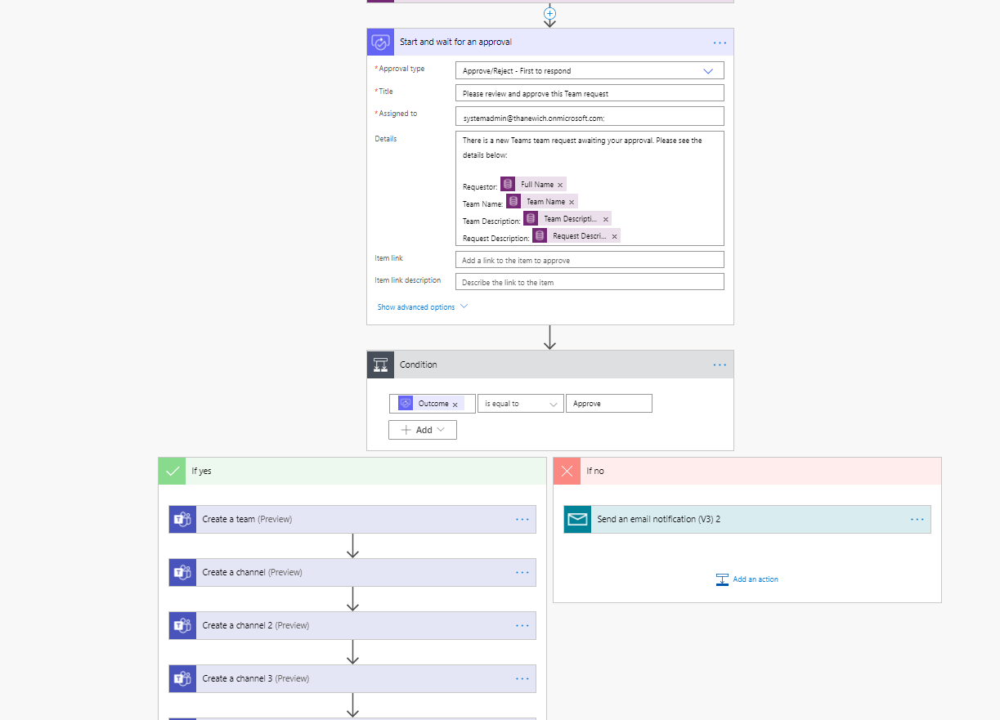 Start and wait for an approval
* Approval type
Approve/Reject - First to respond
* Title
Please review and approve this Team request
* Assigned to
systemadmin@thanewich.onmicrosoft.com;
Details
There is a new Teams team request awaiting your approval. Please see the
details below:
Requestor: Full Name ×
Team Name: Team Name ×
Team Description: Team Descripti... ×
Request Description: Request Descri... ×
Item link
Add a link to the item to approve
Item link description
Describe the link to the item
Show advanced options
Condition
Outcome × is equal to Approve
Add
If yes
If no
Create a team (Preview)
Send an email notification (V3) 2
Create a channel (Preview)
Add an action
Create a channel 2 (Preview)
Create a channel 3 (Preview)